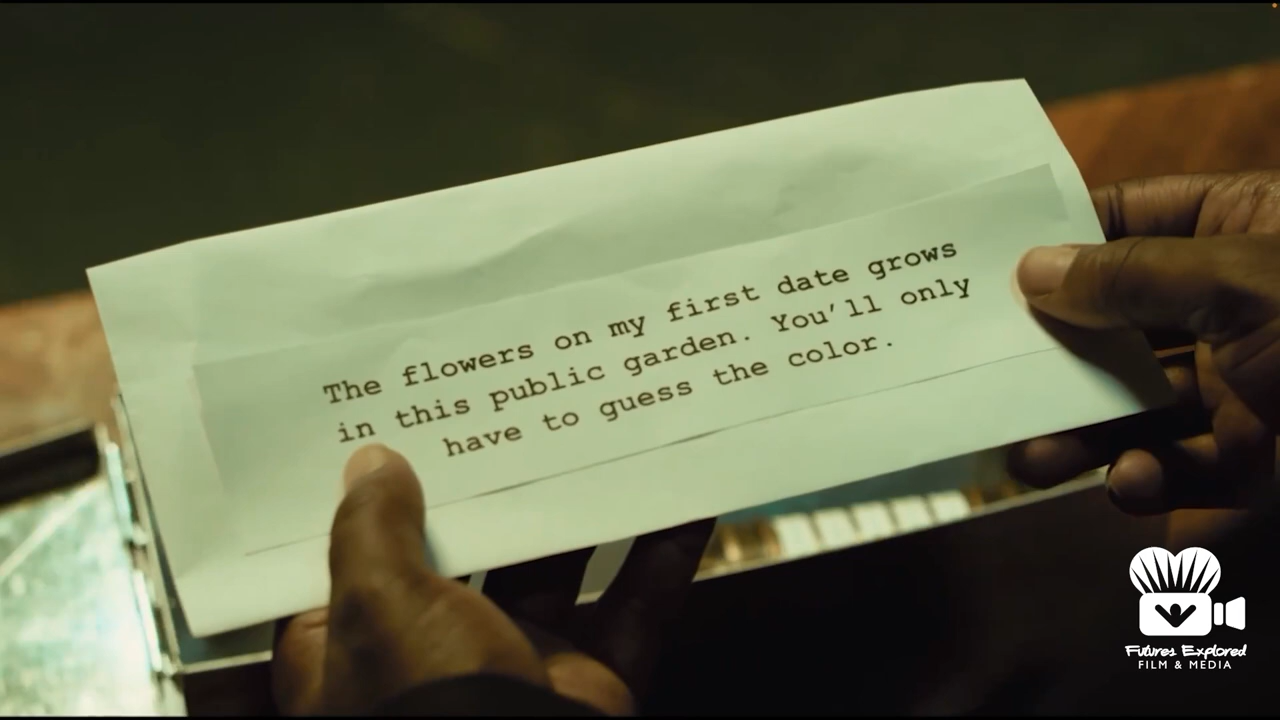 The flowers on my first date grows
in this public garden. You'll only
have to guess the color.
Futures Explored
FILM & MEDIA